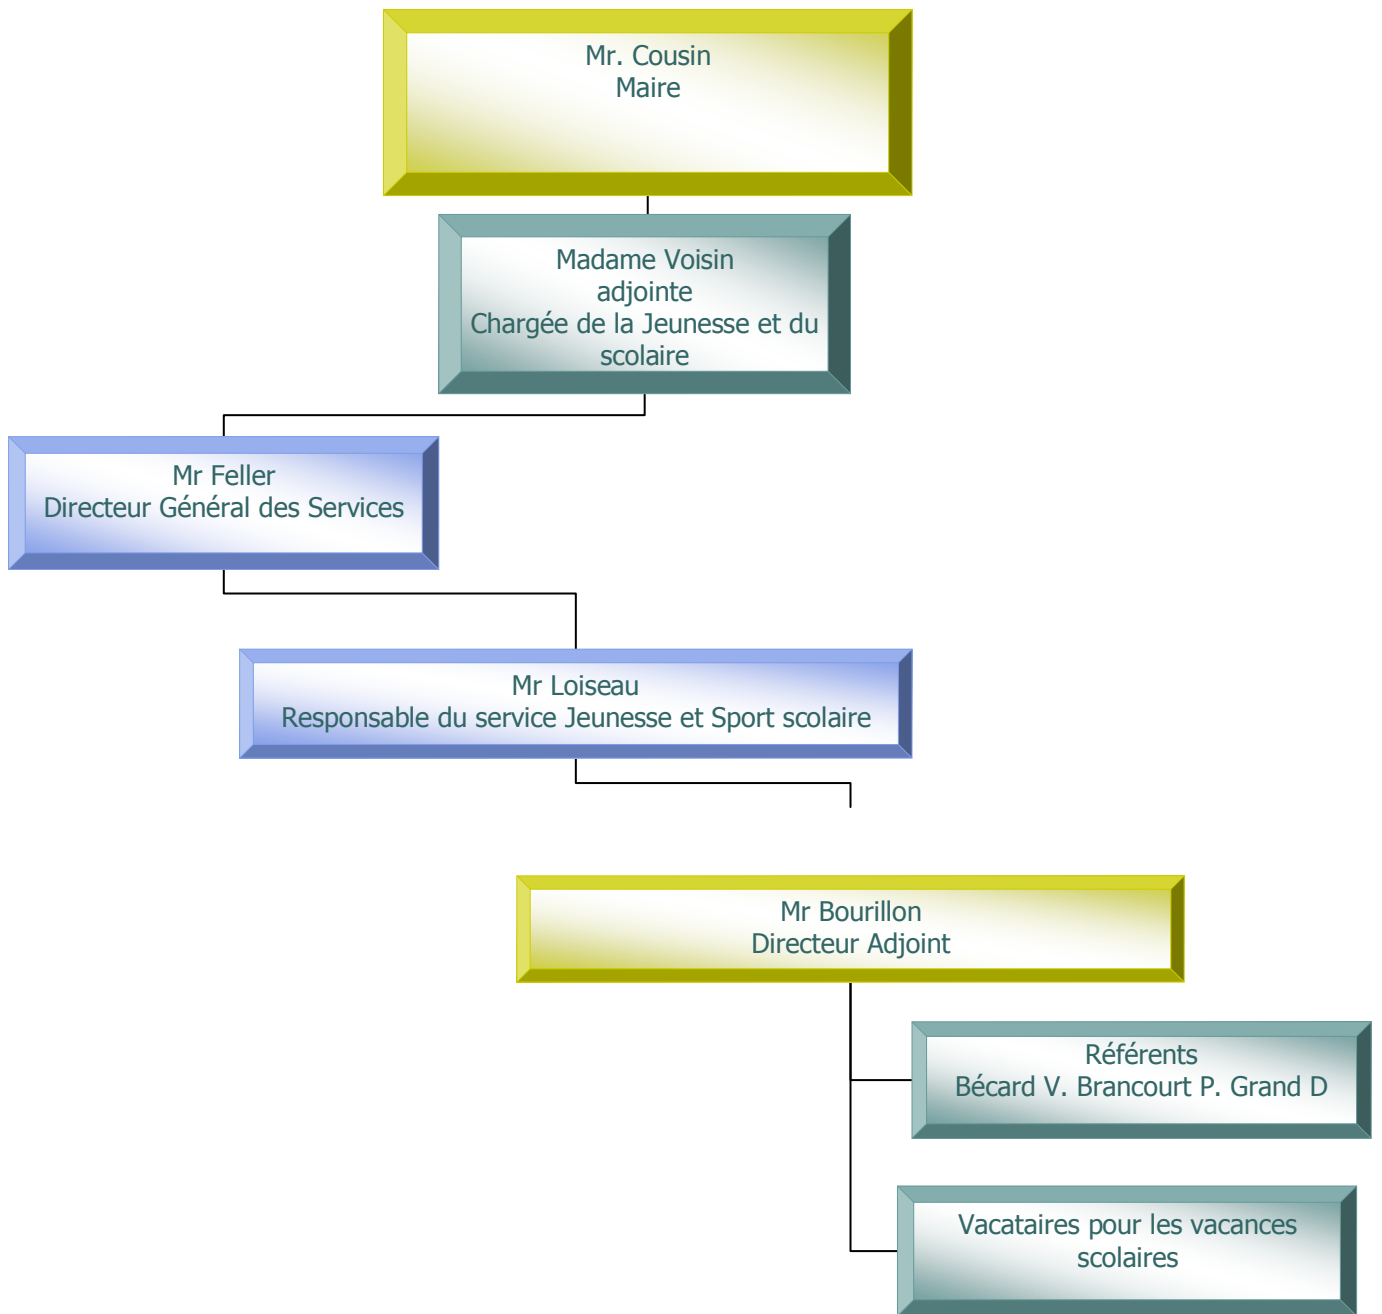 Mr. Cousin
Maire
Madame Voisin
adjointe
Chargée de la Jeunesse et du
scolaire
Mr Feller
Directeur Général des Services
Mr Loiseau
Responsable du service Jeunesse et Sport scolaire
Mr Bourillon
Directeur Adjoint
Référents
Bécard V. Brancourt P. Grand D
Vacataires pour les vacances
scolaires